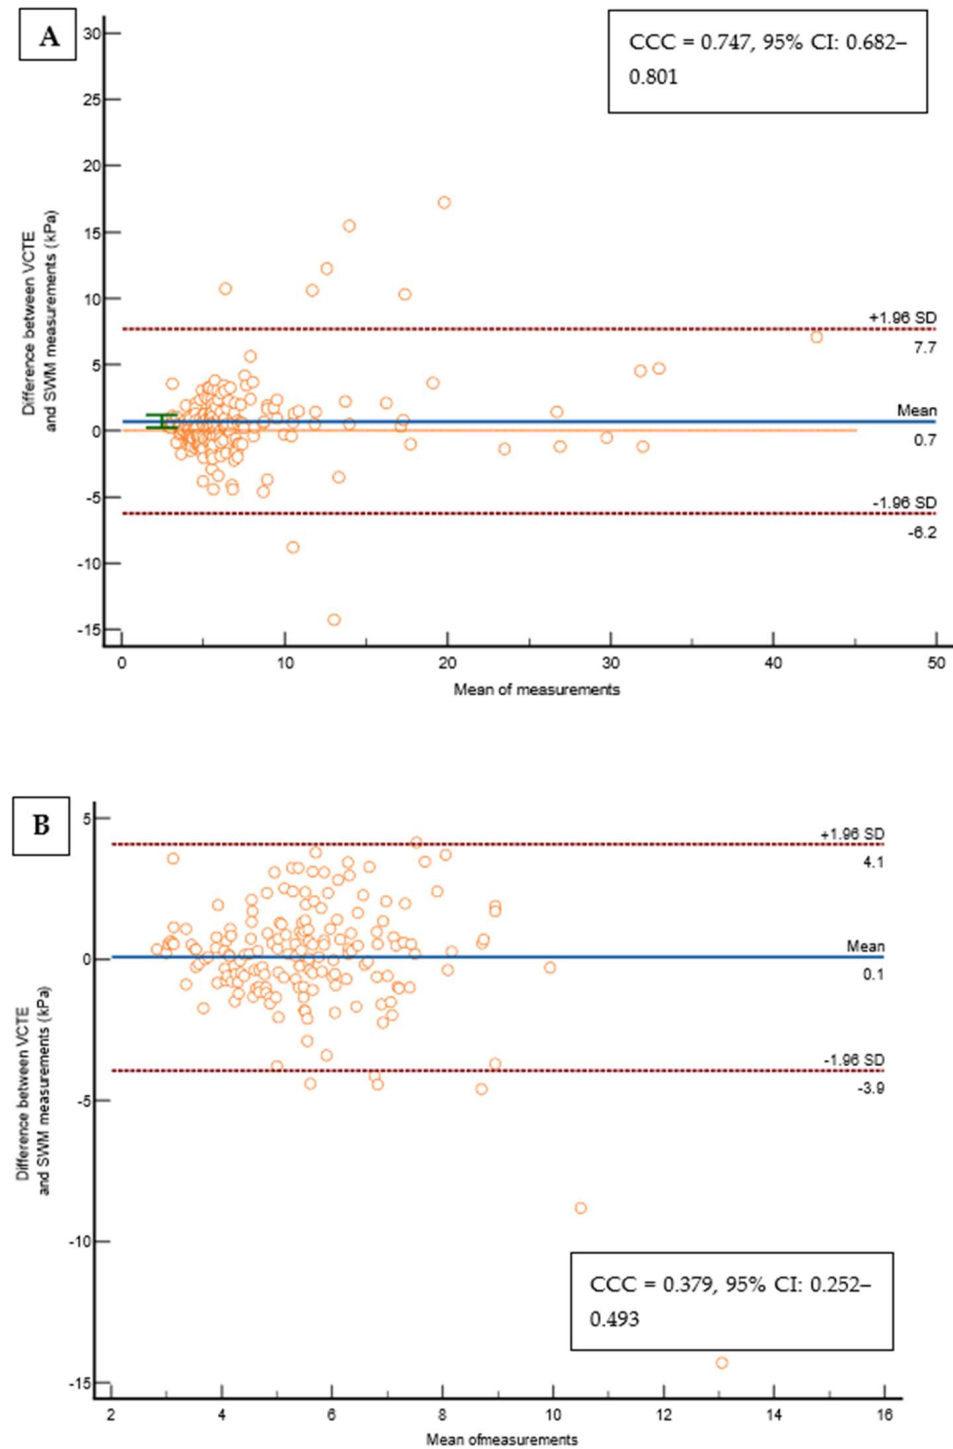 A
CCC = 0.747, 95% CI: 0.682–
0.801
Difference between VCTE
and SWM measurements (kPa)
30
25
20
15
10
5
0
-5
-10
-15
+1.96 SD
7.7
Mean
0.7
-1.96 SD
-6.2
0 10 20 30 40 50
Mean of measurements
B
Difference between VCTE
and SWM measurements (kPa)
5
0
-5
-10
-15
+1.96 SD
4.1
Mean
0.1
-1.96 SD
-3.9
CCC = 0.379, 95% CI: 0.252–
0.493
2 4 6 8 10 12 14 16
Mean ofmeasurements